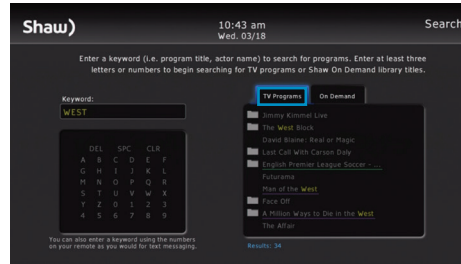 Shaw)
10:43 am
Wed. 03/18
Search
Enter a keyword (i.e. program title, actor name) to search for programs. Enter at least three
letters or numbers to begin searching for TV programs or Shaw On Demand library titles.
Keyword:
WEST
DEL SPC CLR
A B C D E F
G H I J K L
M N O P Q R
S T U V W X
Y Z 0 1 2 3
4 5 6 7 8 9
You can also enter a keyword using the numbers
on your remote as you would for text messaging.
TV Programs
On Demand
Jimmy Kimmel Live
The West Block
David Blaine: Real or Magic
Last Call With Carson Daly
English Premier League Soccer - ...
Futurama
Man of the West
Face Off
A Million Ways to Die in the West
The Affair
Results: 34